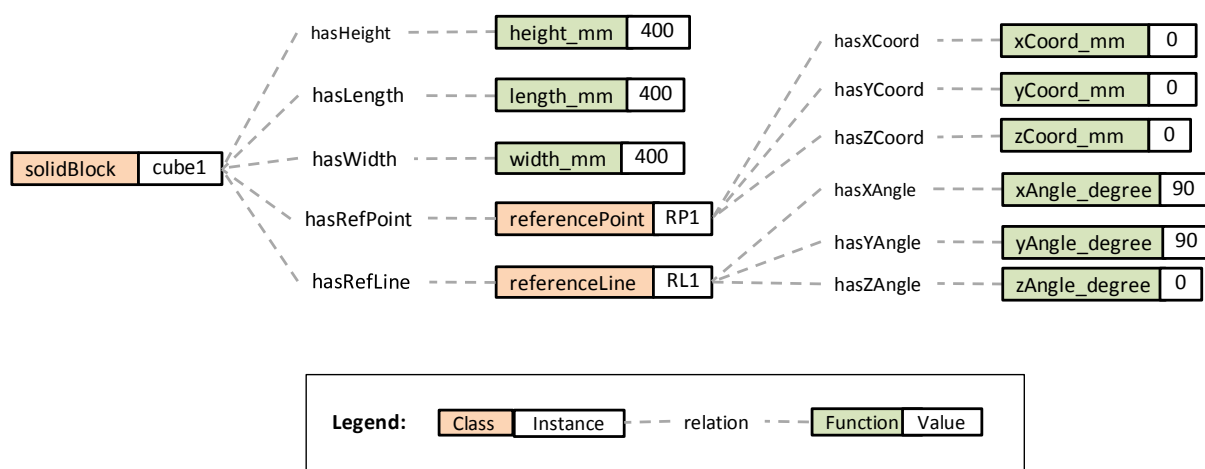 hasHeight height_mm 400
hasXCoord xCoord_mm 0
hasLength length_mm 400
hasYCoord yCoord_mm 0
hasZCoord zCoord_mm 0
solidBlock cube1
hasWidth width_mm 400
hasXAngle xAngle_degree 90
hasRefPoint referencePoint RP1
hasYAngle yAngle_degree 90
hasRefLine referenceLine RL1
hasZAngle zAngle_degree 0
Legend: Class Instance relation Function Value